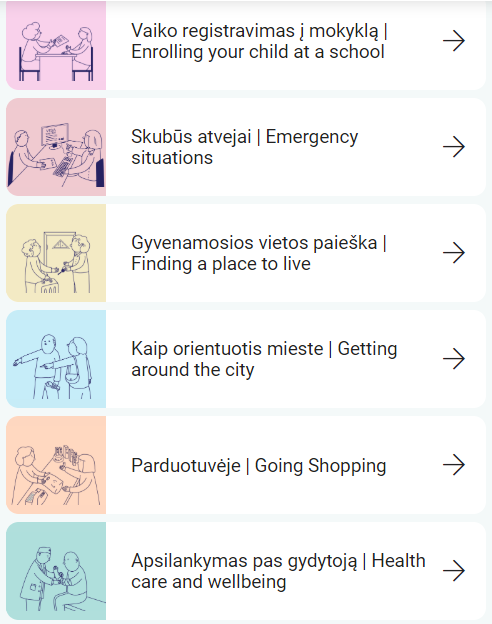 Vaiko registravimas į mokyklą |
Enrolling your child at a school
Skubūs atvejai | Emergency
situations
Gyvenamosios vietos paieška |
Finding a place to live
Kaip orientuotis mieste | Getting
around the city
Parduotuvėje | Going Shopping
Apsilankymas pas gydytoją | Health
care and wellbeing